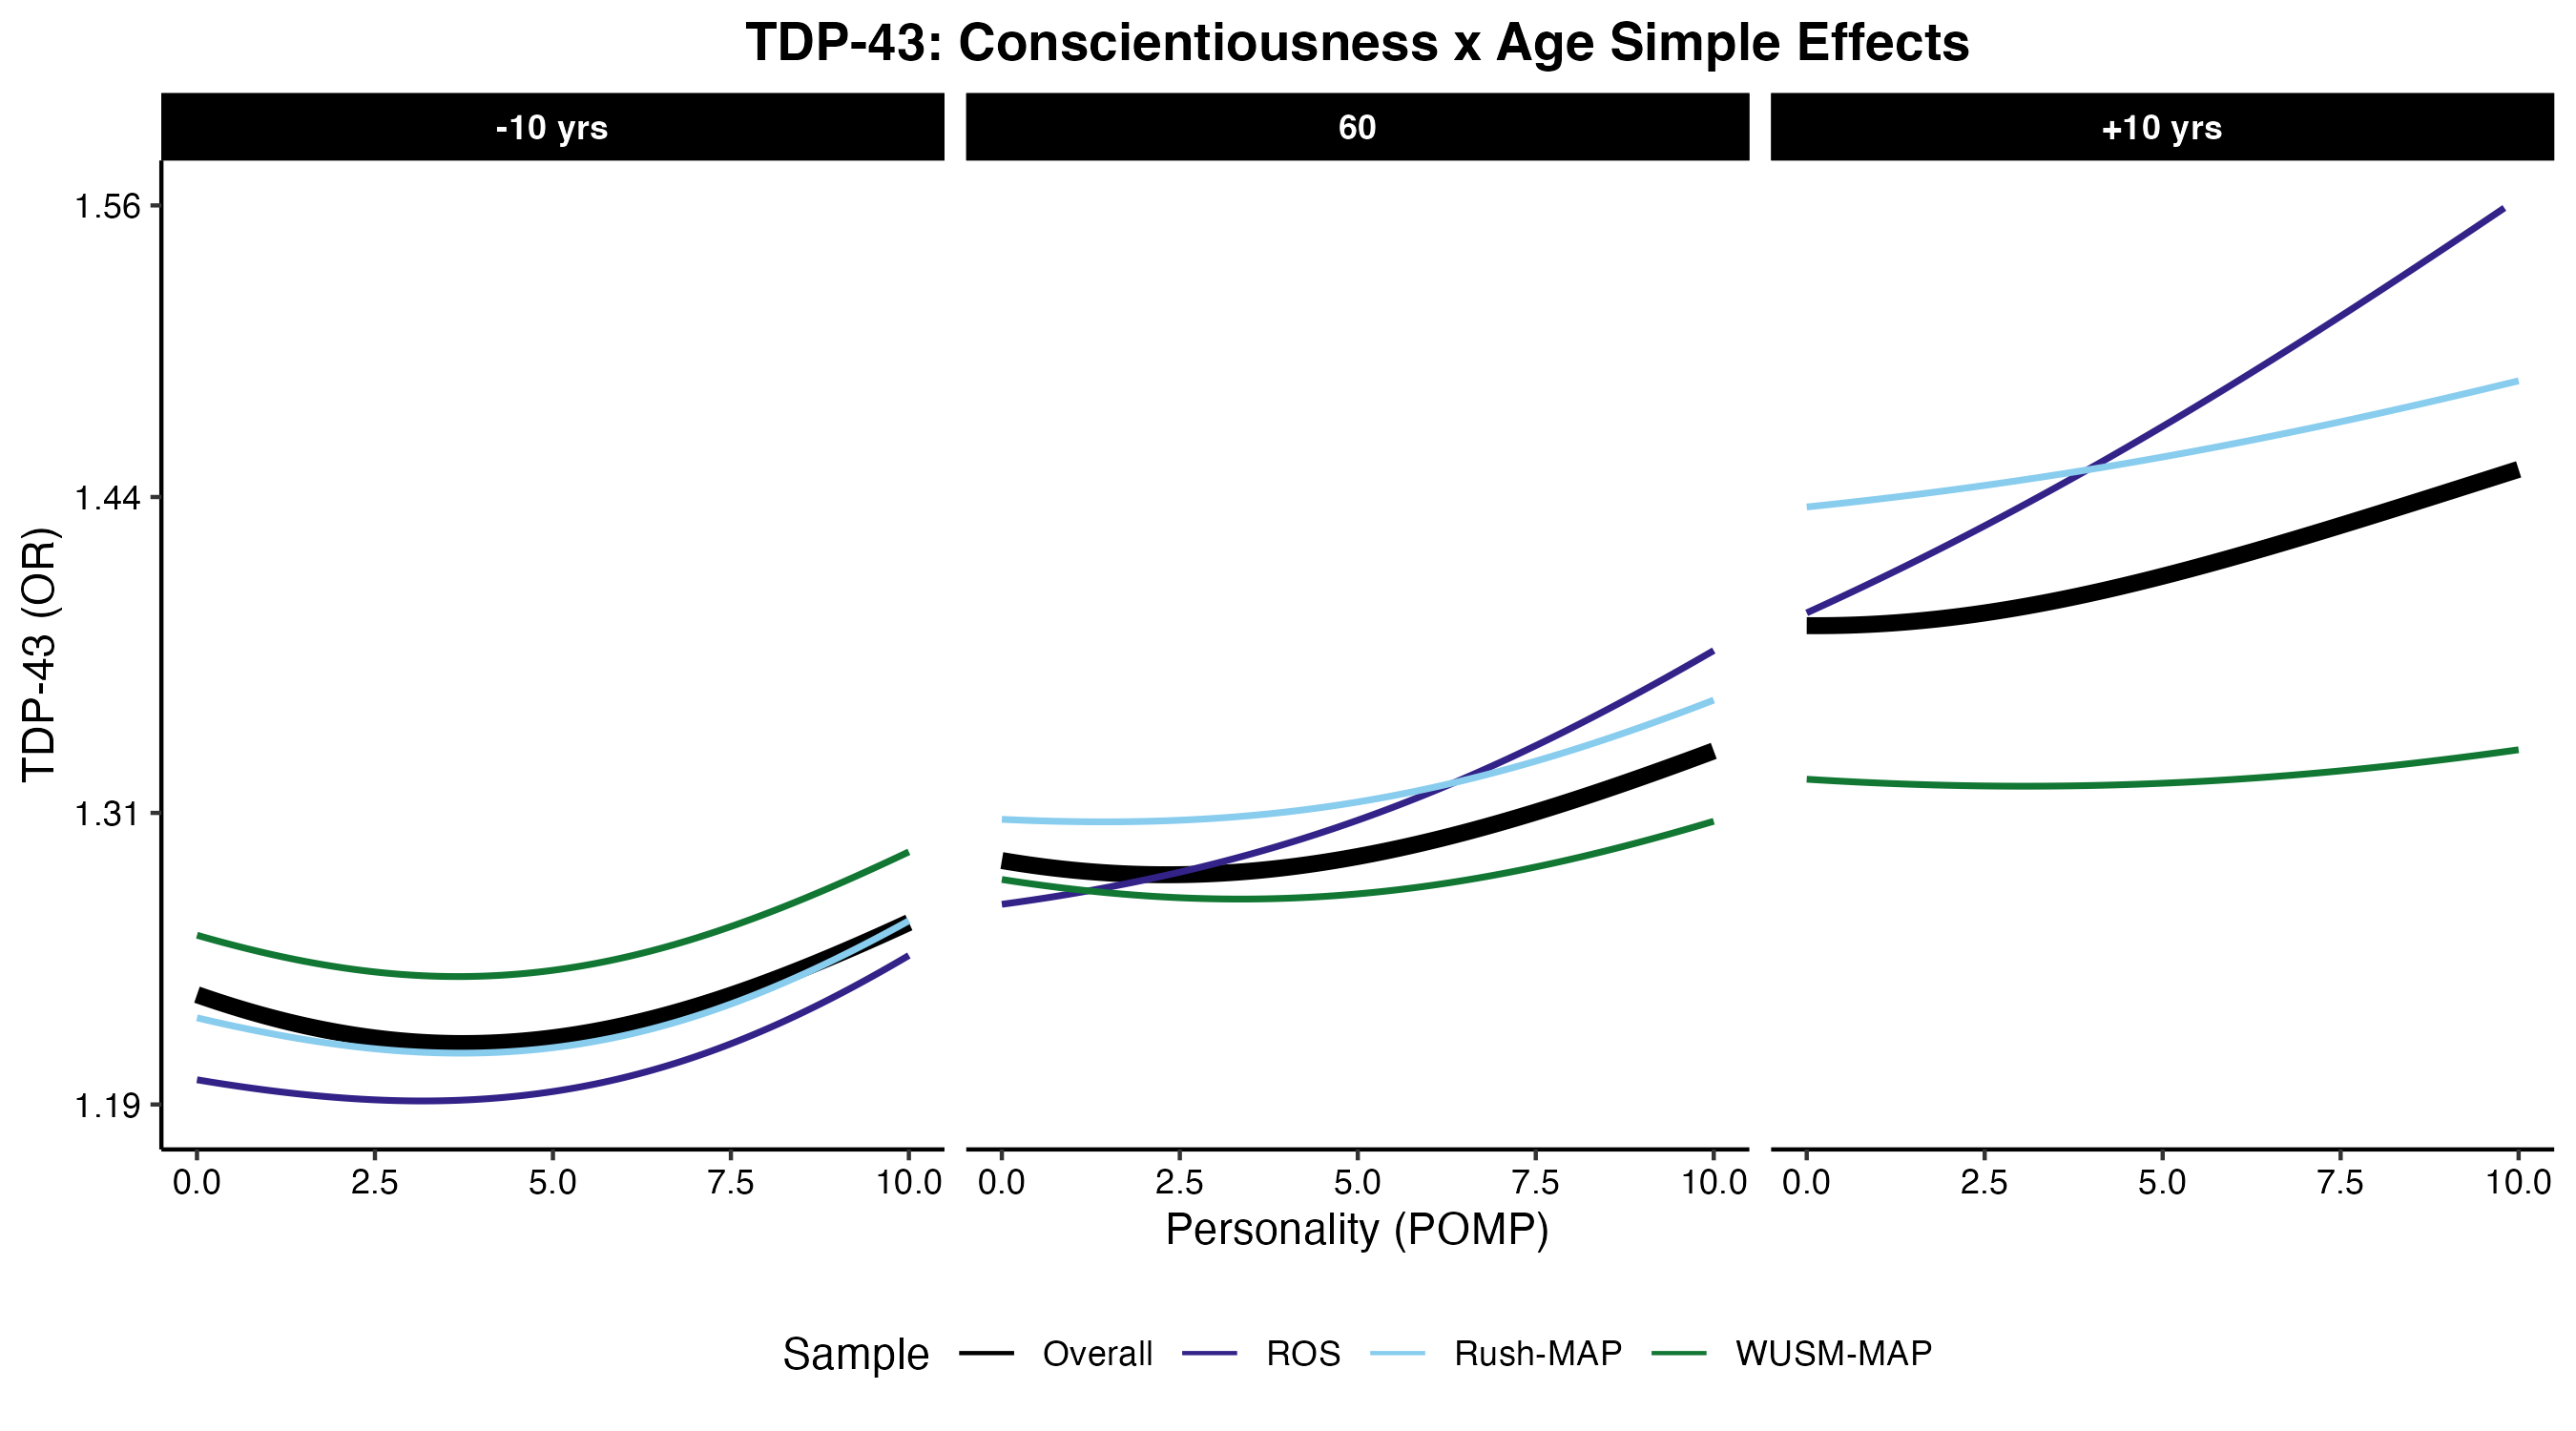 TDP-43: Conscientiousness x Age Simple Effects
-10 yrs 60 +10 yrs
1.56
1.44
1.31
1.19
TDP-43 (OR)
0.0 2.5 5.0 7.5 10.0 0.0 2.5 5.0 7.5 10.0 0.0 2.5 5.0 7.5 10.0
Personality (POMP)
Sample Overall ROS Rush-MAP WUSM-MAP